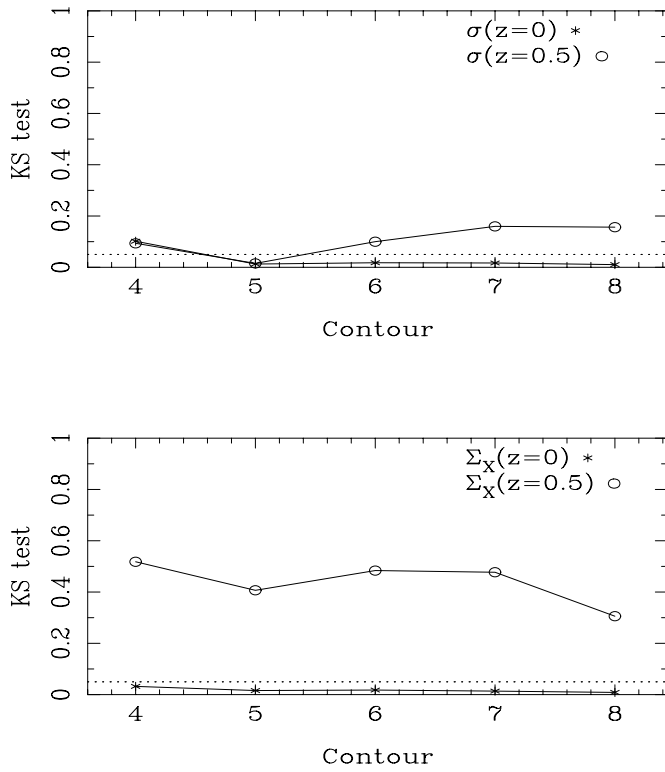 σ(z=0) *
σ(z=0.5) ○
KS test
0 0.2 0.4 0.6 0.8 1
4 5 6 7 8
Contour
Σ_X(z=0) *
Σ_X(z=0.5) ○
KS test
0 0.2 0.4 0.6 0.8 1
4 5 6 7 8
Contour